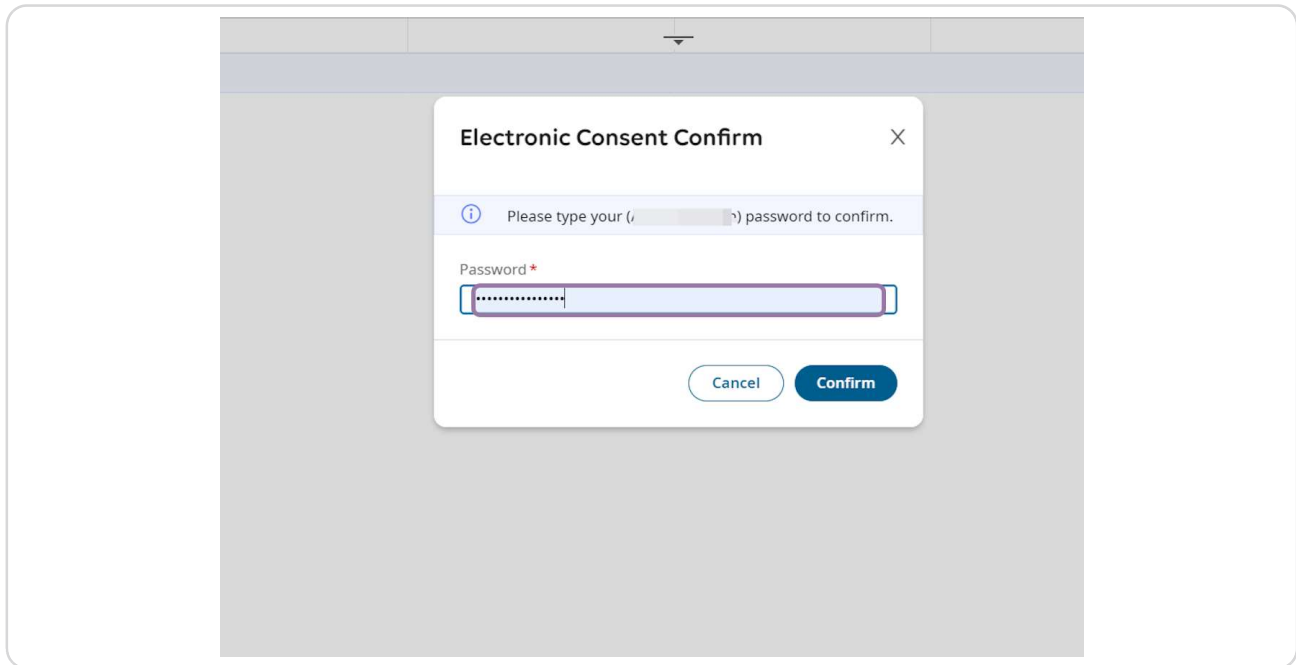 Electronic Consent Confirm
Please type your ( ) password to confirm.
Password *
Cancel
Confirm